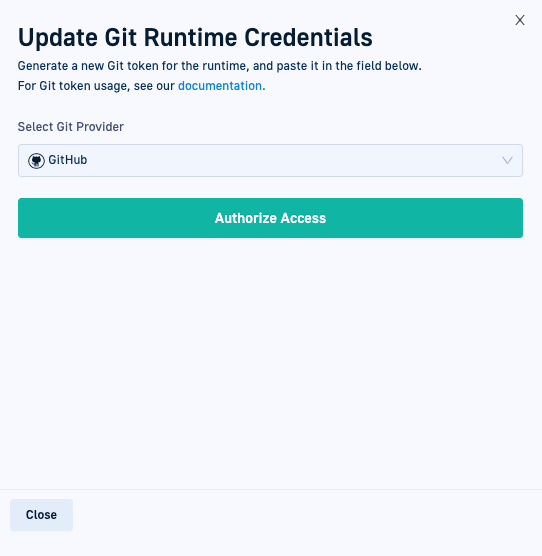 X
Update Git Runtime Credentials
Generate a new Git token for the runtime, and paste it in the field below.
For Git token usage, see our documentation.
Select Git Provider
GitHub
Authorize Access
Close